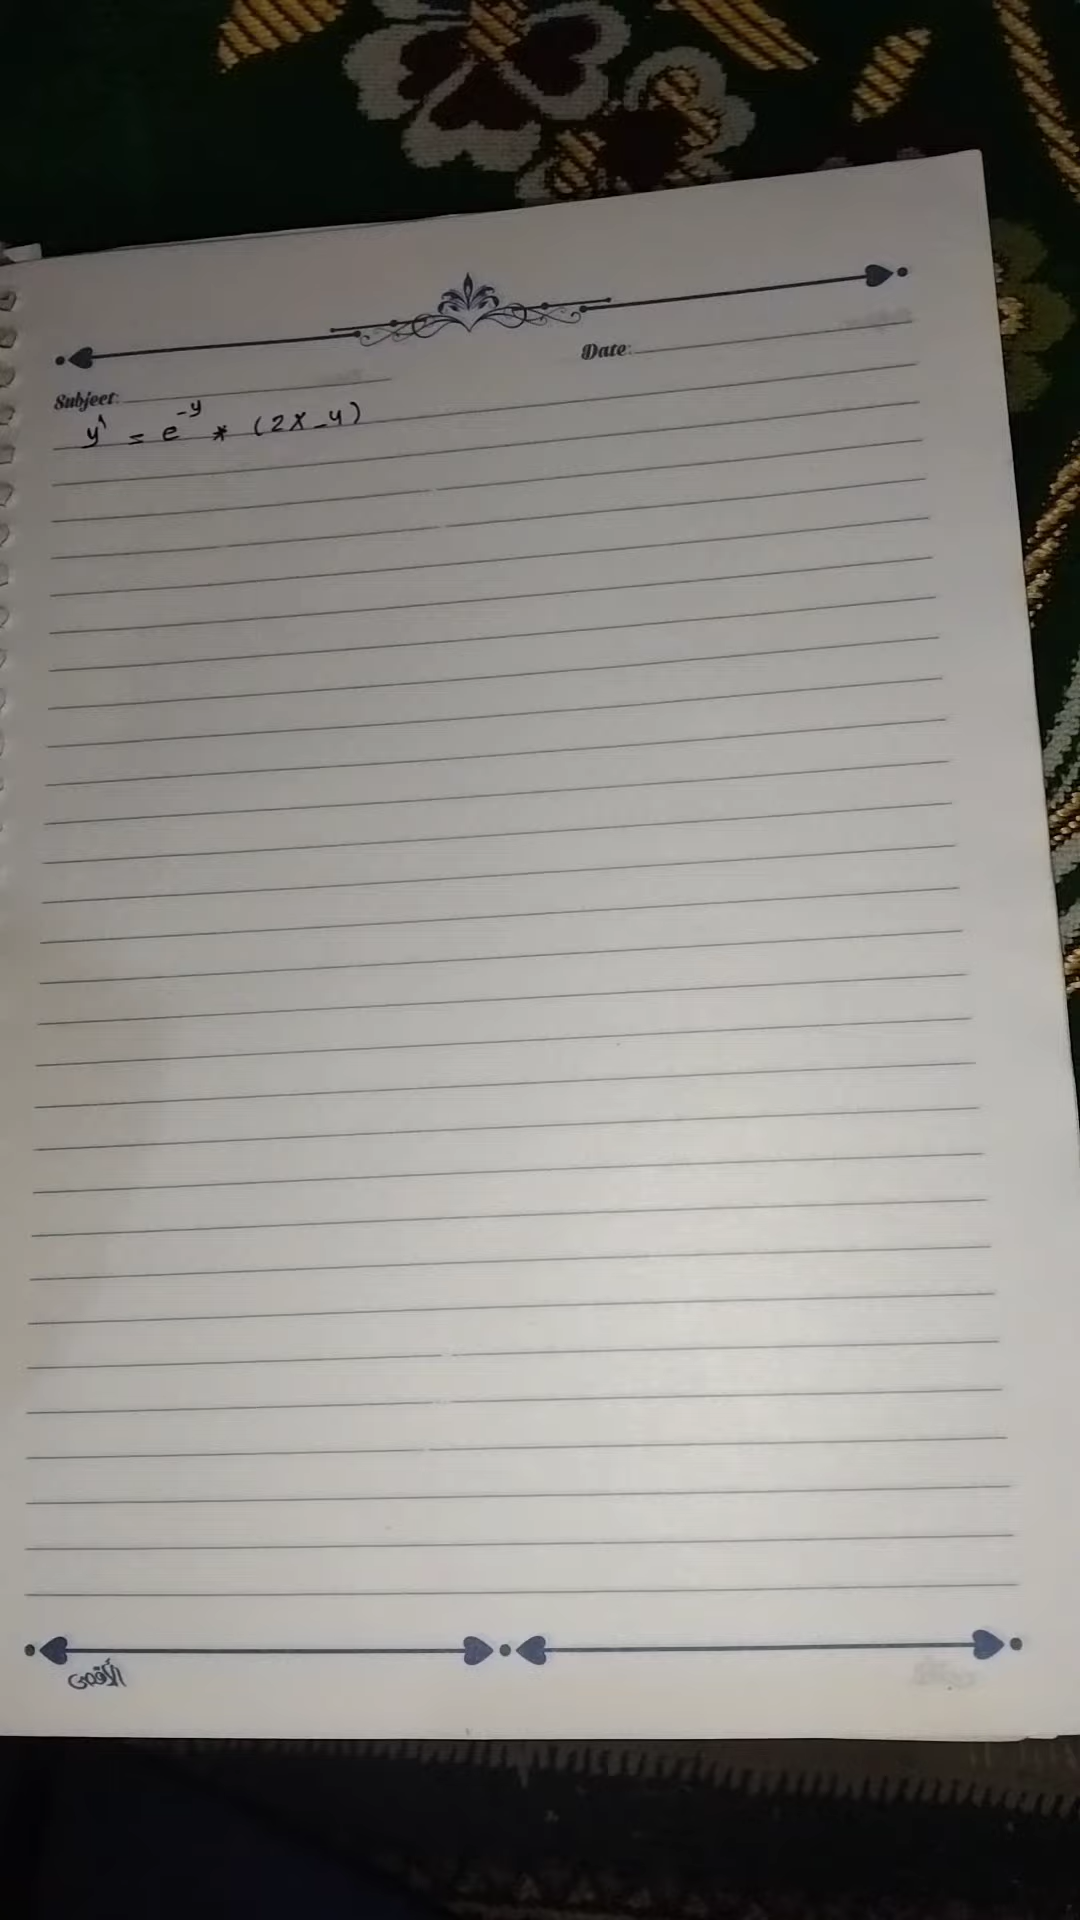 Date:
Subject:
y' = e^-y * (2x-4)
الأقصى